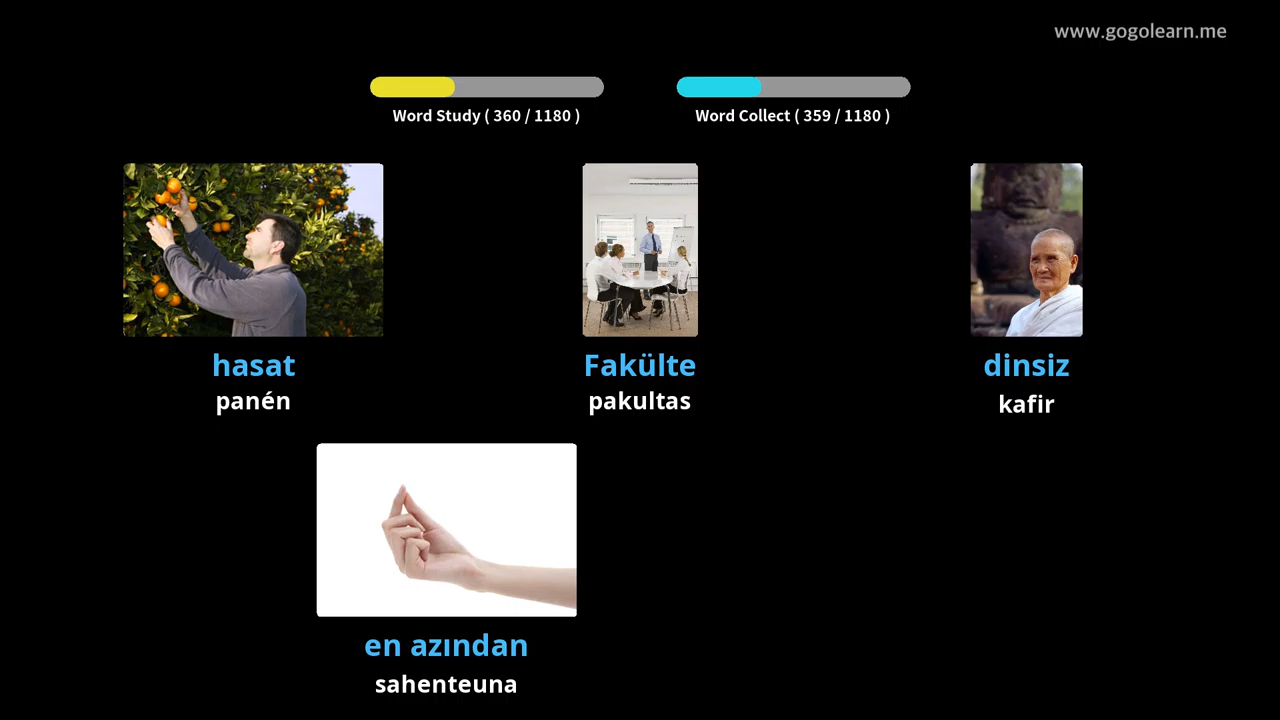 www.gogolearn.me
Word Study ( 360 / 1180 )
Word Collect ( 359 / 1180 )
hasat
panén
Fakülte
pakultas
dinsiz
kafir
en azından
sahenteuna